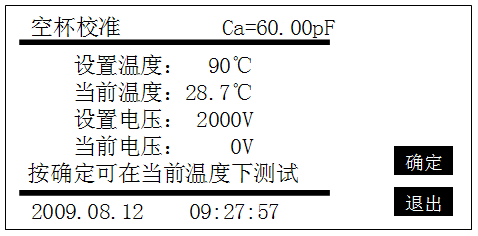 空杯校准 Ca=60.00pF
设置温度： 90℃
当前温度：28.7℃
设置电压： 2000V
当前电压： 0V
按确定可在当前温度下测试
确定
2009.08.12 09:27:57
退出